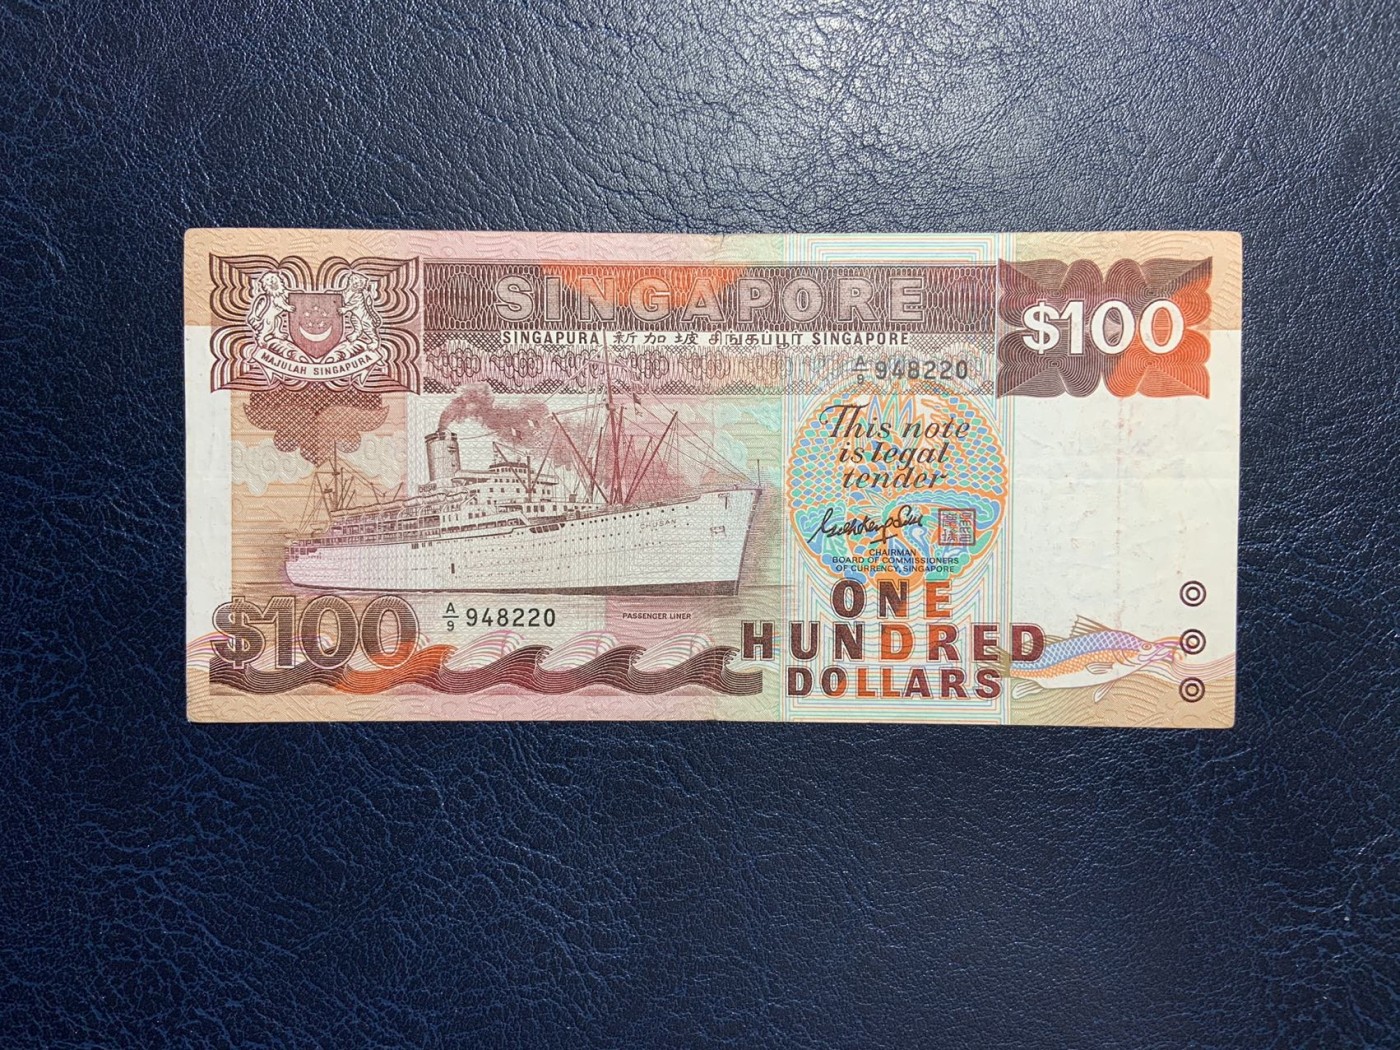 SINGAPORE
$100
SINGAPURA 新加坡 சிங்கப்பூர் SINGAPORE
MAJULAH SINGAPURA
A/9 948220
This note
is legal
tender
CHUSAN
CHAIRMAN
BOARD OF COMMISSIONERS
OF CURRENCY, SINGAPORE
$100
A/9 948220
PASSENGER LINER
ONE
HUNDRED
DOLLARS